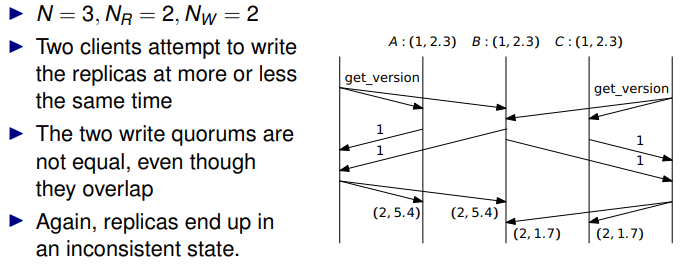 ▶ N = 3, N_R = 2, N_W = 2
▶ Two clients attempt to write
the replicas at more or less
the same time
▶ The two write quorums are
not equal, even though
they overlap
▶ Again, replicas end up in
an inconsistent state.
A : (1, 2.3) B : (1, 2.3) C : (1, 2.3)
get_version
get_version
1
1
1
1
(2, 5.4) (2, 5.4)
(2, 1.7) (2, 1.7)